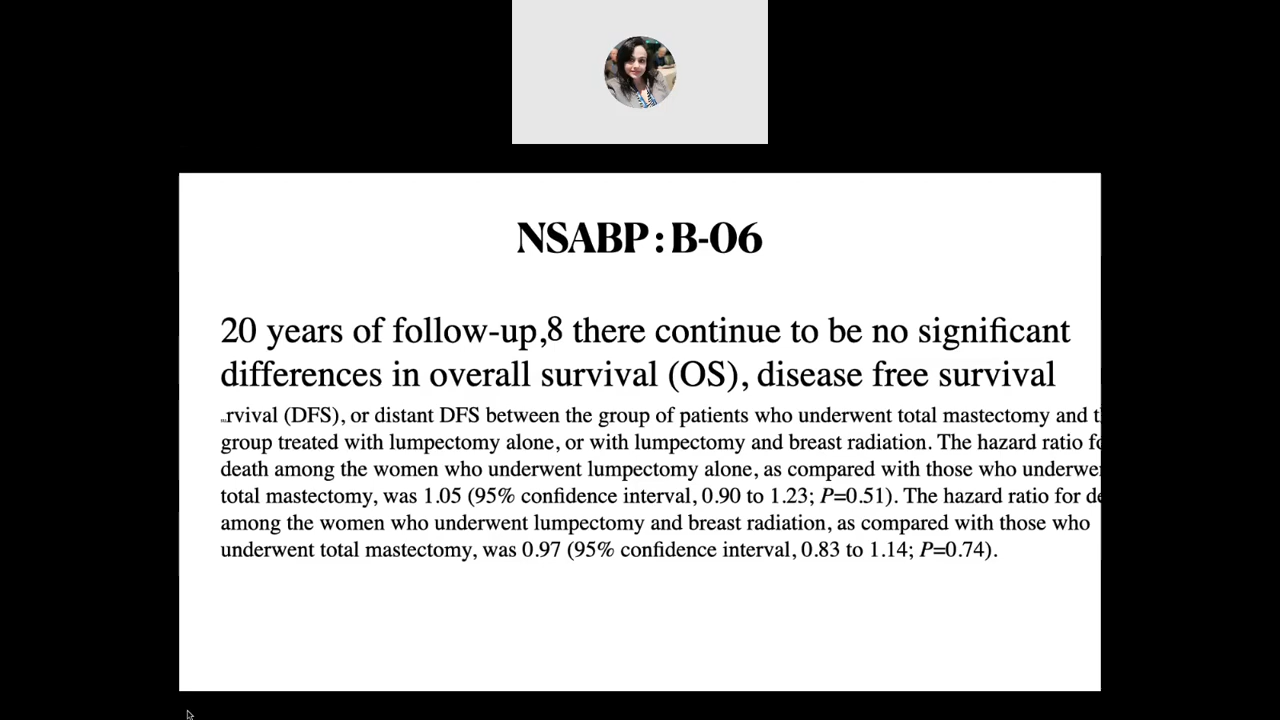 NSABP : B-06
20 years of follow-up,8 there continue to be no significant
differences in overall survival (OS), disease free survival
rvival (DFS), or distant DFS between the group of patients who underwent total mastectomy and
group treated with lumpectomy alone, or with lumpectomy and breast radiation. The hazard ratio
death among the women who underwent lumpectomy alone, as compared with those who
total mastectomy, was 1.05 (95% confidence interval, 0.90 to 1.23; P=0.51). The hazard ratio for
among the women who underwent lumpectomy and breast radiation, as compared with those who
underwent total mastectomy, was 0.97 (95% confidence interval, 0.83 to 1.14; P=0.74).